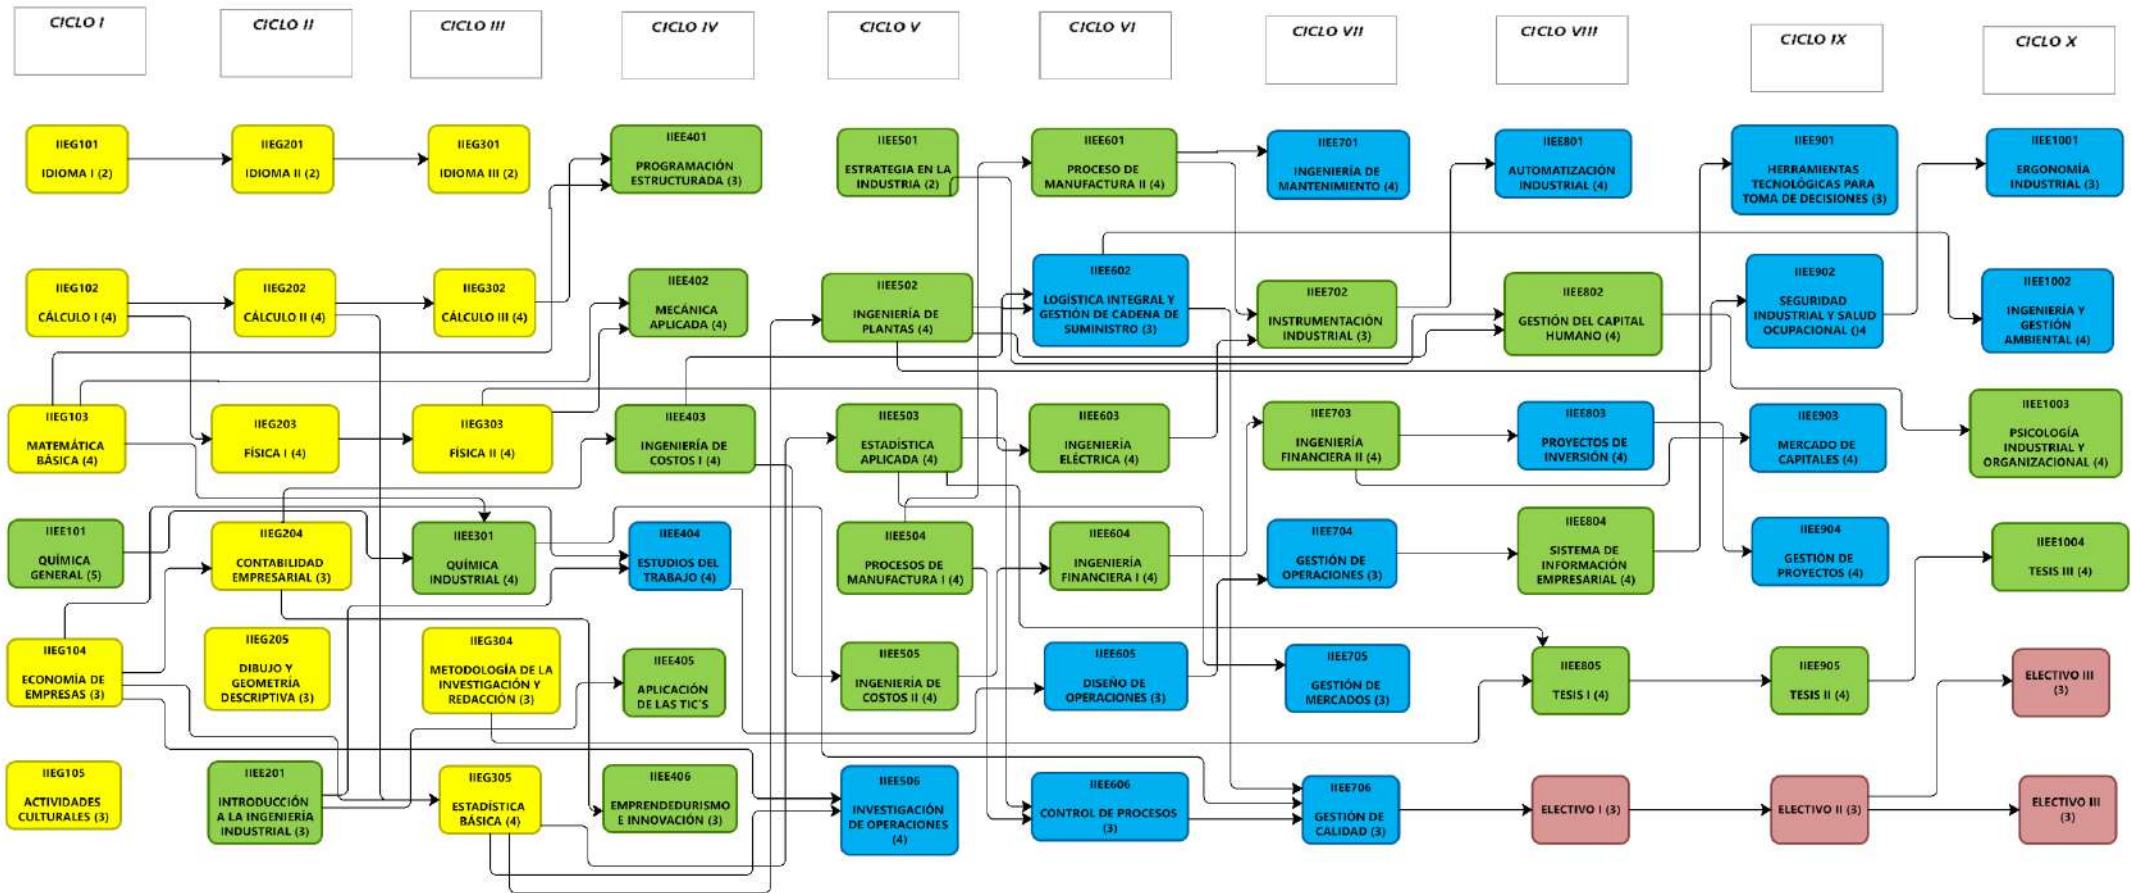 CICLO I
CICLO II
CICLO III
CICLO IV
CICLO V
CICLO VI
CICLO VII
CICLO VIII
CICLO IX
CICLO X
IIEG101
IDIOMA I (2)
IIEG201
IDIOMA II (2)
IIEG301
IDIOMA III (2)
IIEE401
PROGRAMACIÓN
ESTRUCTURADA (3)
IIEE501
ESTRATEGIA EN LA
INDUSTRIA (2)
IIEE601
PROCESO DE
MANUFACTURA II (4)
IIEE701
INGENIERÍA DE
MANTENIMIENTO (4)
IIEE801
AUTOMATIZACIÓN
INDUSTRIAL (4)
IIEE901
HERRAMIENTAS
TECNOLÓGICAS PARA
TOMA DE DECISIONES (3)
IIEE1001
ERGONOMÍA
INDUSTRIAL (3)
IIEG102
CÁLCULO I (4)
IIEG202
CÁLCULO II (4)
IIEG302
CÁLCULO III (4)
IIEE402
MECÁNICA
APLICADA (4)
IIEE502
INGENIERÍA DE
PLANTAS (4)
IIEE602
LOGÍSTICA INTEGRAL Y
GESTIÓN DE CADENA DE
SUMINISTRO (3)
IIEE702
INSTRUMENTACIÓN
INDUSTRIAL (3)
IIEE802
GESTIÓN DEL CAPITAL
HUMANO (4)
IIEE902
SEGURIDAD
INDUSTRIAL Y SALUD
OCUPACIONAL ()4
IIEE1002
INGENIERÍA Y
GESTIÓN
AMBIENTAL (4)
IIEG103
MATEMÁTICA
BÁSICA (4)
IIEG203
FÍSICA I (4)
IIEG303
FÍSICA II (4)
IIEE403
INGENIERÍA DE
COSTOS I (4)
IIEE503
ESTADÍSTICA
APLICADA (4)
IIEE603
INGENIERÍA
ELÉCTRICA (4)
IIEE703
INGENIERÍA
FINANCIERA II (4)
IIEE803
PROYECTOS DE
INVERSIÓN (4)
IIEE903
MERCADO DE
CAPITALES (4)
IIEE1003
PSICOLOGÍA
INDUSTRIAL Y
ORGANIZACIONAL (4)
IIEE101
QUÍMICA
GENERAL (5)
IIEG204
CONTABILIDAD
EMPRESARIAL (3)
IIEE301
QUÍMICA
INDUSTRIAL (4)
IIEE404
ESTUDIOS DEL
TRABAJO (4)
IIEE504
PROCESOS DE
MANUFACTURA I (4)
IIEE604
INGENIERÍA
FINANCIERA I (4)
IIEE704
GESTIÓN DE
OPERACIONES (3)
IIEE804
SISTEMA DE
INFORMACIÓN
EMPRESARIAL (4)
IIEE904
GESTIÓN DE
PROYECTOS (4)
IIEE1004
TESIS III (4)
IIEG104
ECONOMÍA DE
EMPRESAS (3)
IIEG205
DIBUJO Y
GEOMETRÍA
DESCRIPTIVA (3)
IIEG304
METODOLOGÍA DE LA
INVESTIGACIÓN Y
REDACCIÓN (3)
IIEE405
APLICACIÓN
DE LAS TIC´S
IIEE505
INGENIERÍA DE
COSTOS II (4)
IIEE605
DISEÑO DE
OPERACIONES (3)
IIEE705
GESTIÓN DE
MERCADOS (3)
IIEE805
TESIS I (4)
IIEE905
TESIS II (4)
ELECTIVO III
(3)
IIEG105
ACTIVIDADES
CULTURALES (3)
IIEE201
INTRODUCCIÓN
A LA INGENIERÍA
INDUSTRIAL (3)
IIEG305
ESTADÍSTICA
BÁSICA (4)
IIEE406
EMPRENDEDURISMO
E INNOVACIÓN (3)
IIEE506
INVESTIGACIÓN
DE OPERACIONES
(4)
IIEE606
CONTROL DE PROCESOS
(3)
IIEE706
GESTIÓN DE
CALIDAD (3)
ELECTIVO I (3)
ELECTIVO II (3)
ELECTIVO III
(3)